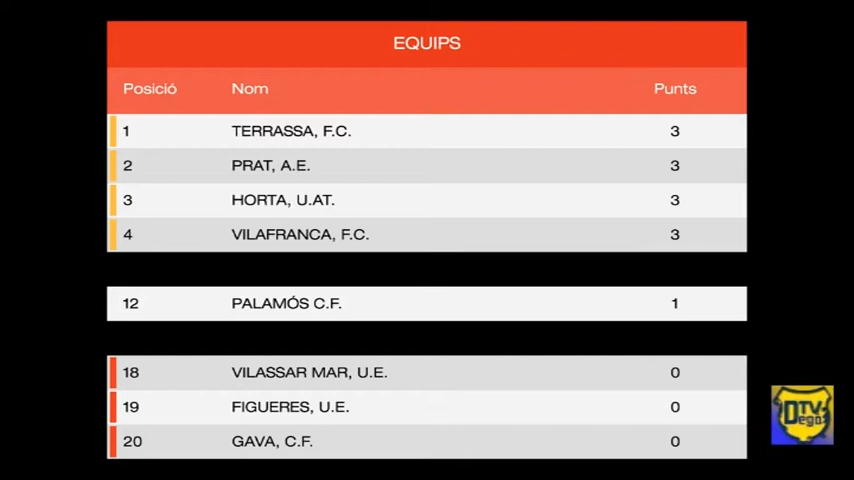 EQUIPS
Posició Nom Punts
1 TERRASSA, F.C. 3
2 PRAT, A.E. 3
3 HORTA, U.AT. 3
4 VILAFRANCA, F.C. 3
12 PALAMÓS C.F. 1
18 VILASSAR MAR, U.E. 0
19 FIGUERES, U.E. 0
20 GAVA, C.F. 0
DTV
ego